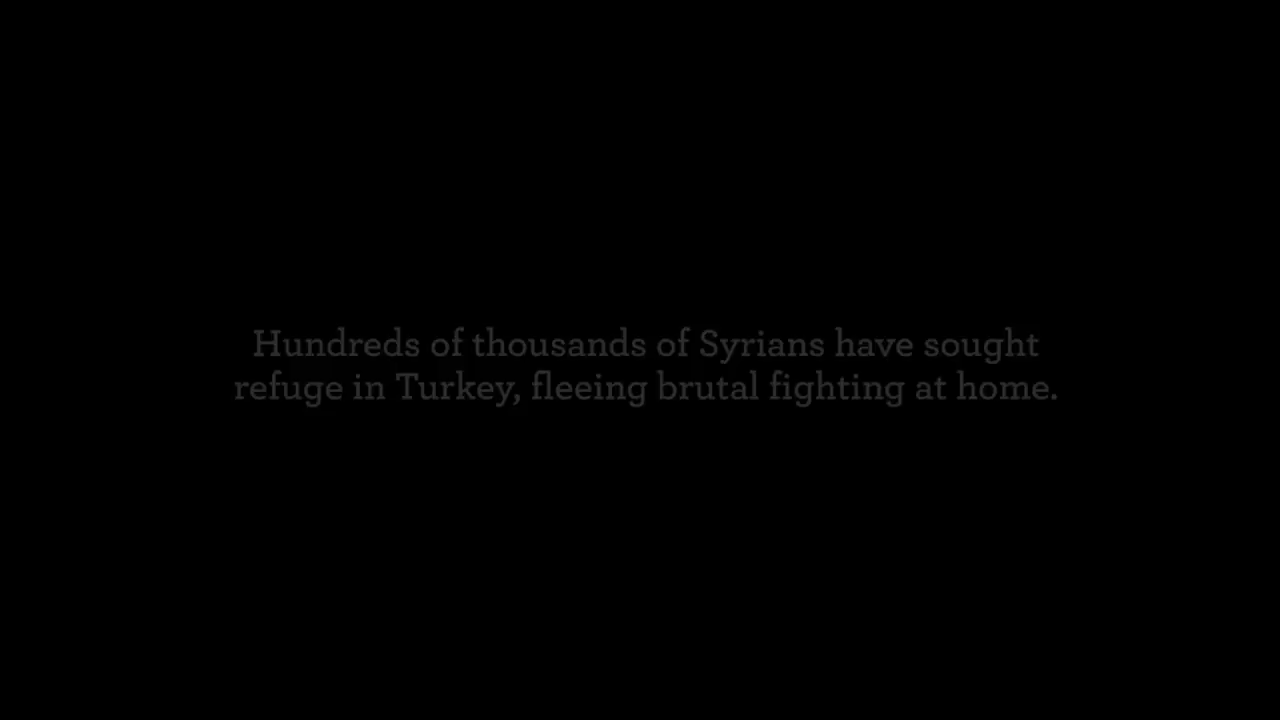 Hundreds of thousands of Syrians have sought
refuge in Turkey, fleeing brutal fighting at home.